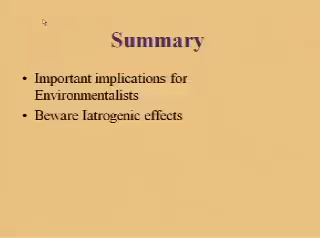 Summary
• Important implications for
Environmentalists
• Beware Iatrogenic effects